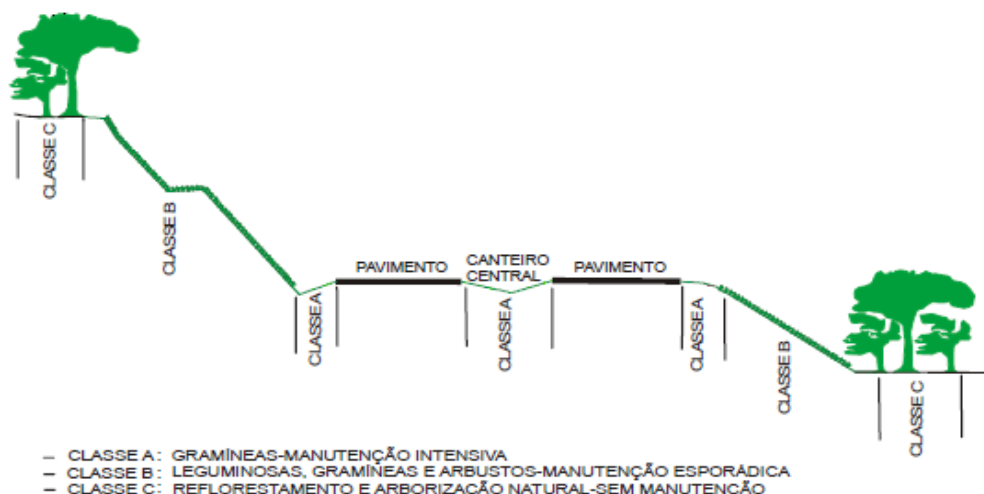 CLASSE C
CLASSE B
CLASSE A
PAVIMENTO
CANTEIRO
CENTRAL
CLASSE A
PAVIMENTO
CLASSE A
CLASSE B
CLASSE C
– CLASSE A: GRAMÍNEAS-MANUTENÇÃO INTENSIVA
– CLASSE B: LEGUMINOSAS, GRAMÍNEAS E ARBUSTOS-MANUTENÇÃO ESPORÁDICA
– CLASSE C: REFLORESTAMENTO E ARBORIZAÇÃO NATURAL-SEM MANUTENÇÃO